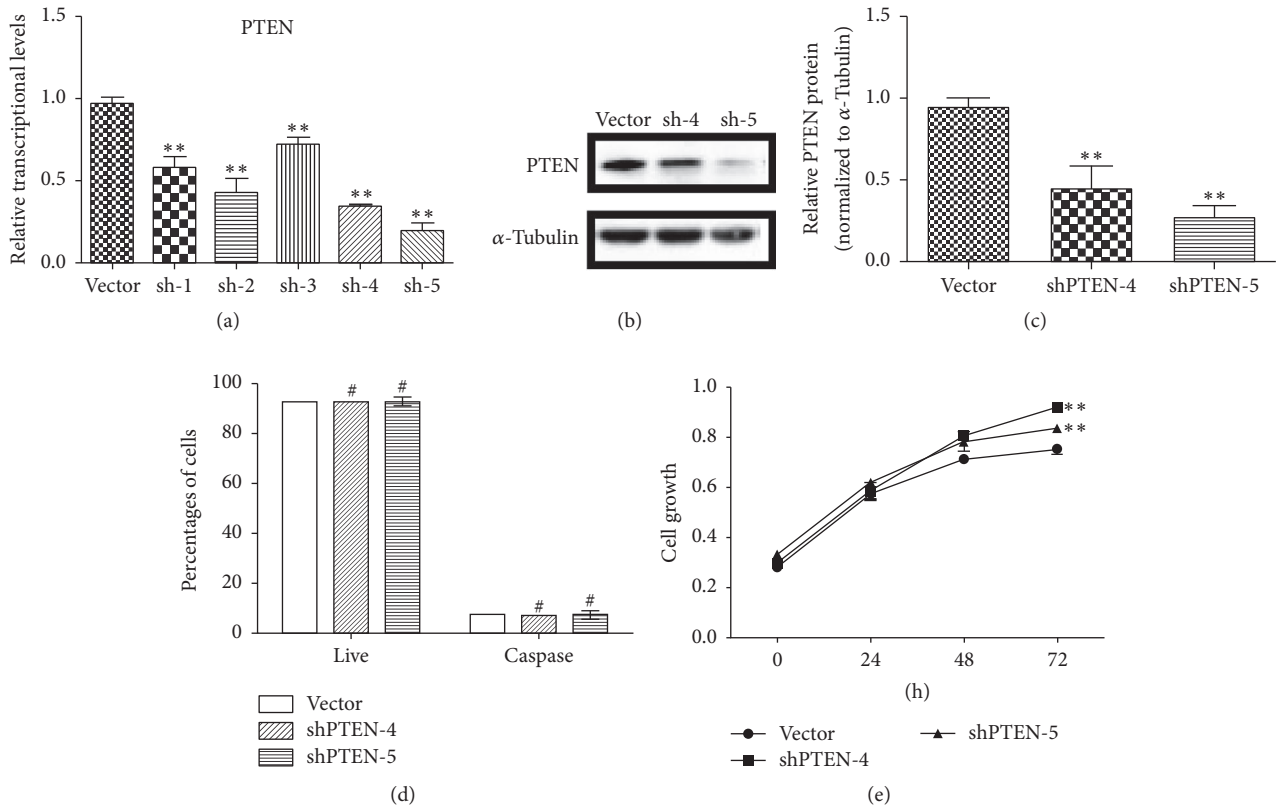 PTEN
Relative transcriptional levels
1.5
1.0
0.5
0.0
** ** ** ** **
Vector sh-1 sh-2 sh-3 sh-4 sh-5
(a)
Vector sh-4 sh-5
PTEN
α-Tubulin
(b)
Relative PTEN protein
(normalized to α-Tubulin)
1.5
1.0
0.5
0.0
** **
Vector shPTEN-4 shPTEN-5
(c)
Percentages of cells
100
80
60
40
20
0
# #
# #
Live Caspase
Vector
shPTEN-4
shPTEN-5
(d)
Cell growth
1.0
0.8
0.6
0.4
0.2
0.0
**
**
0 24 48 72
(h)
Vector shPTEN-5
shPTEN-4
(e)